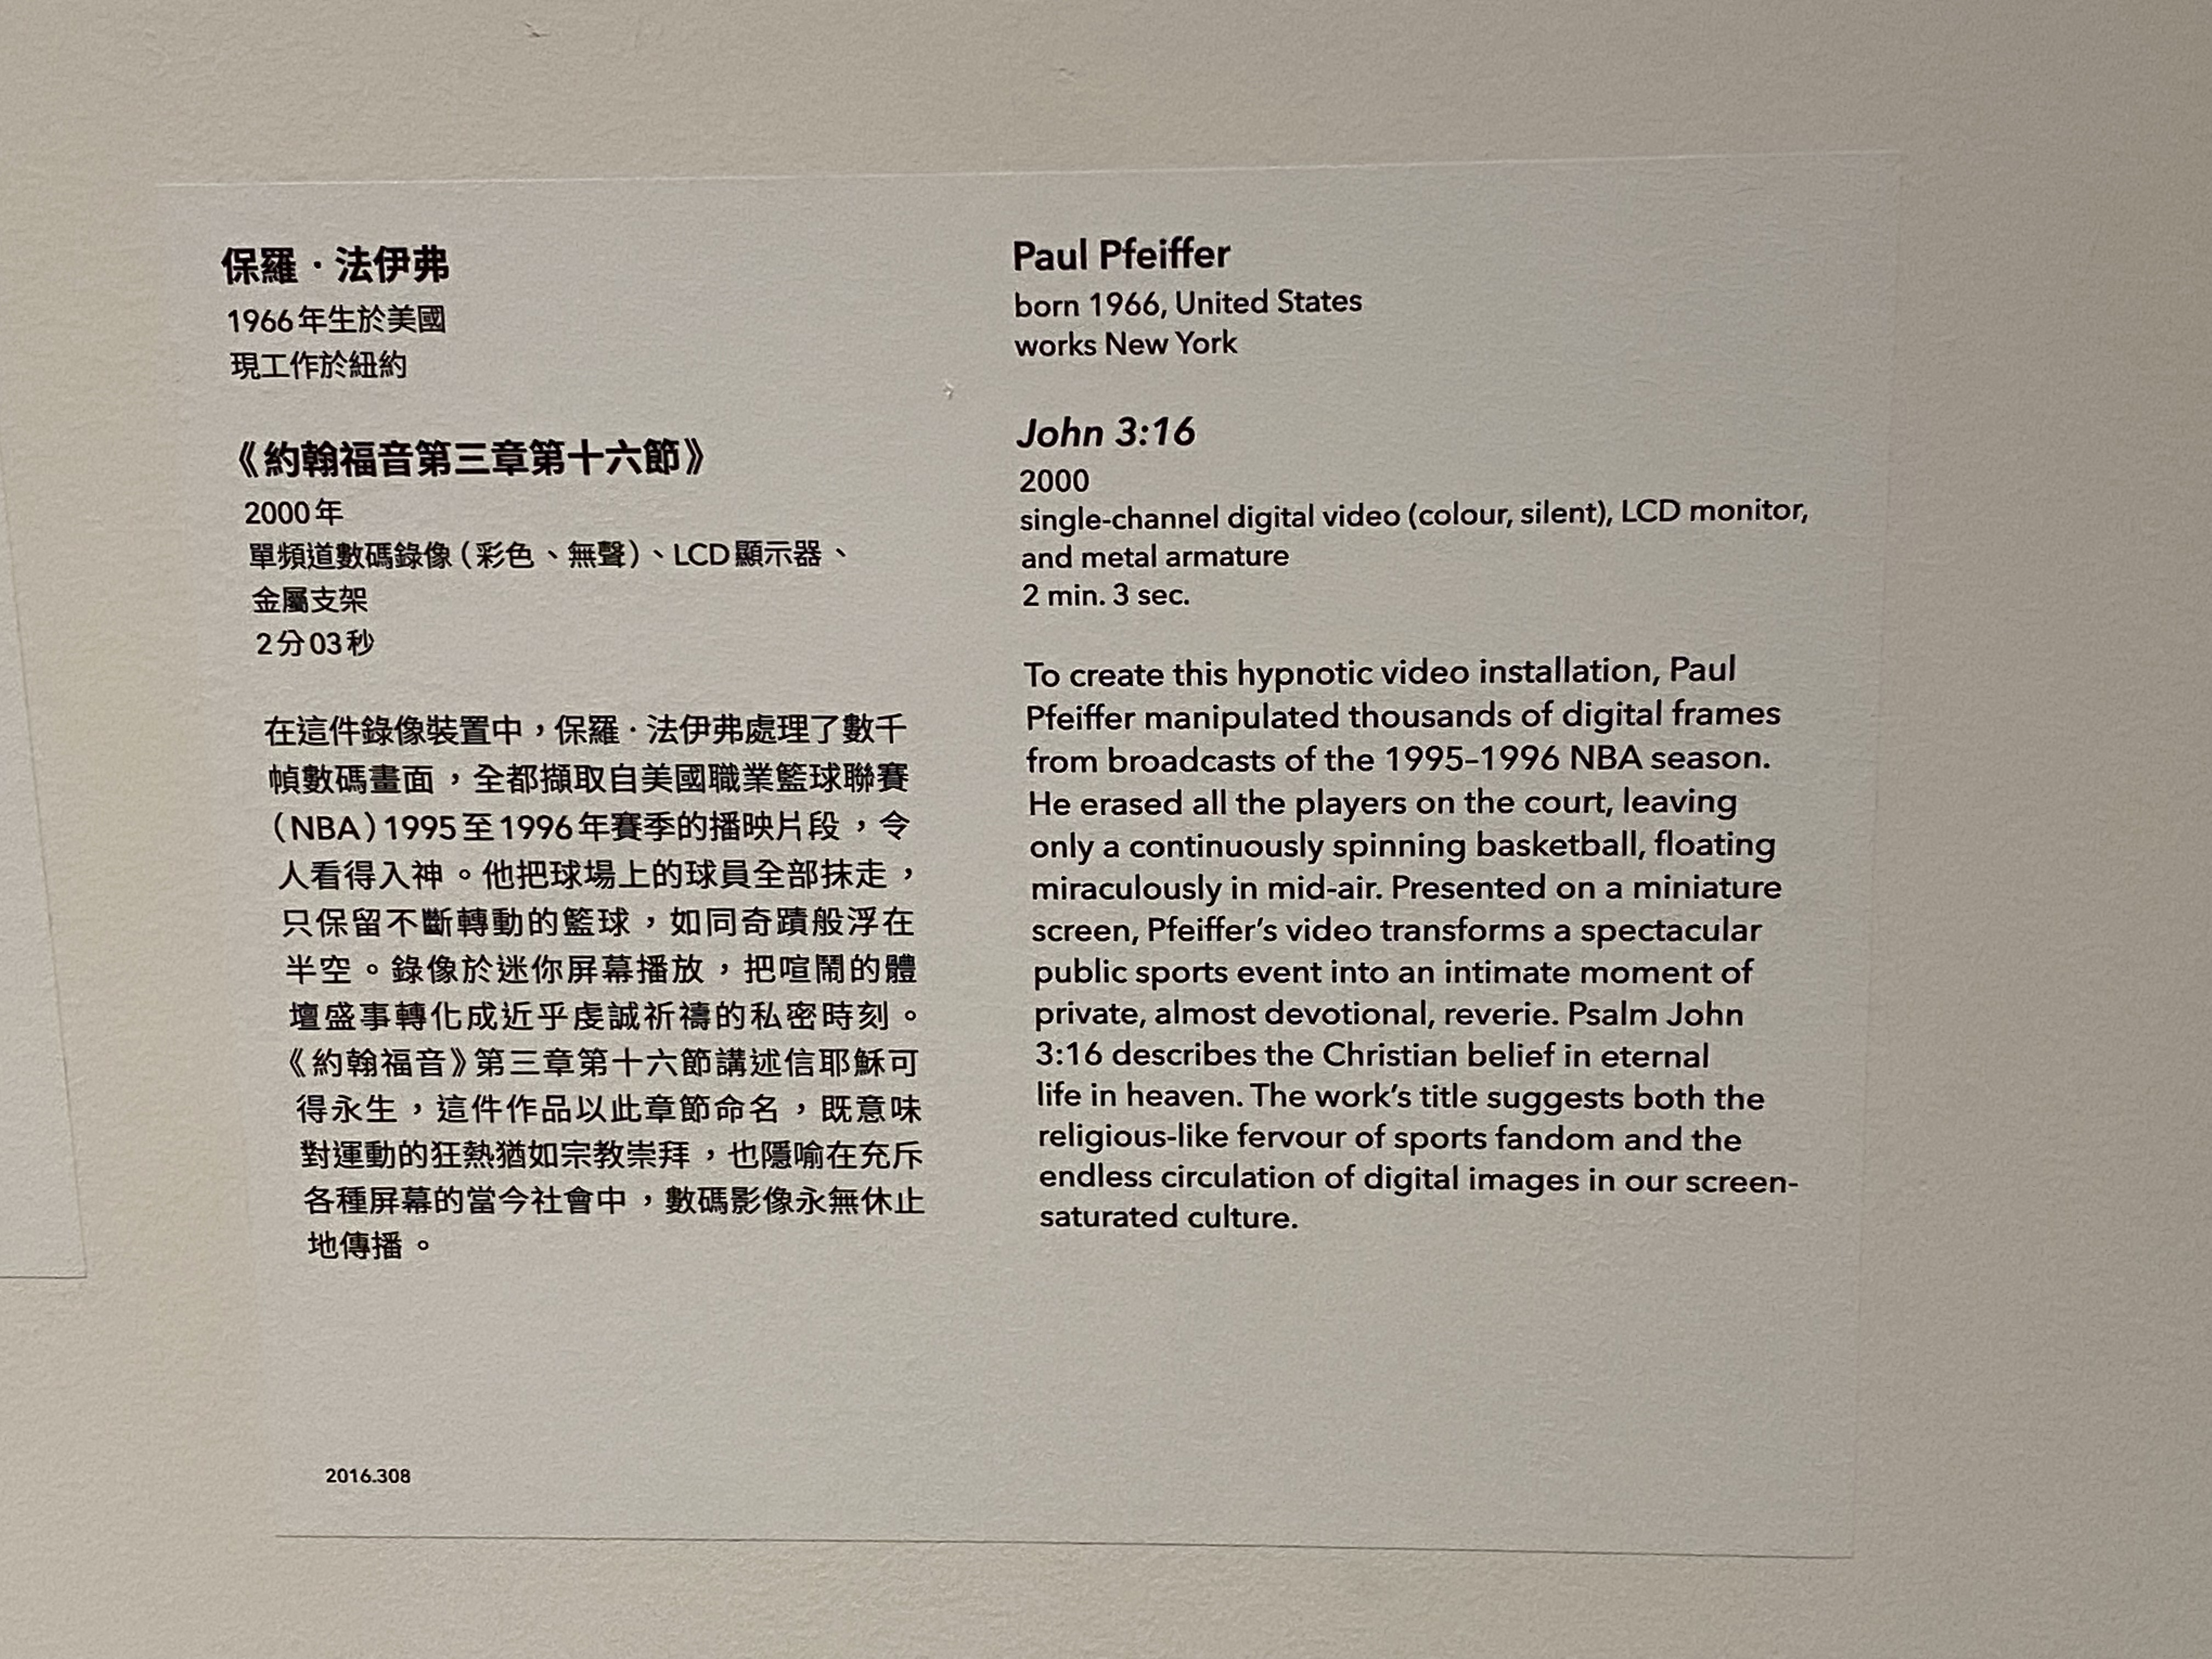 保羅·法伊弗
1966年生於美國
現工作於紐約
《約翰福音第三章第十六節》
2000年
單頻道數碼錄像（彩色、無聲）、LCD顯示器、
金屬支架
2分03秒
在這件錄像裝置中，保羅·法伊弗處理了數千
幀數碼畫面，全都擷取自美國職業籃球聯賽
（NBA）1995至1996年賽季的播映片段，令
人看得入神。他把球場上的球員全部抹走，
只保留不斷轉動的籃球，如同奇蹟般浮在
半空。錄像於迷你屏幕播放，把喧鬧的體
壇盛事轉化成近乎虔誠祈禱的私密時刻。
《約翰福音》第三章第十六節講述信耶穌可
得永生，這件作品以此章節命名，既意味
對運動的狂熱猶如宗教崇拜，也隱喻在充斥
各種屏幕的當今社會中，數碼影像永無休止
地傳播。
2016.308
Paul Pfeiffer
born 1966, United States
works New York
John 3:16
2000
single-channel digital video (colour, silent), LCD monitor,
and metal armature
2 min. 3 sec.
To create this hypnotic video installation, Paul
Pfeiffer manipulated thousands of digital frames
from broadcasts of the 1995–1996 NBA season.
He erased all the players on the court, leaving
only a continuously spinning basketball, floating
miraculously in mid-air. Presented on a miniature
screen, Pfeiffer’s video transforms a spectacular
public sports event into an intimate moment of
private, almost devotional, reverie. Psalm John
3:16 describes the Christian belief in eternal
life in heaven. The work’s title suggests both the
religious-like fervour of sports fandom and the
endless circulation of digital images in our screen-
saturated culture.